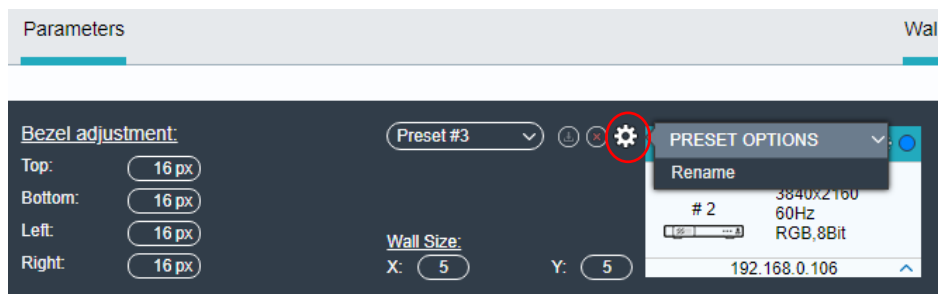 Parameters
Wal
Bezel adjustment:
Preset #3
PRESET OPTIONS
Top:
16 px
Rename
Bottom:
16 px
# 2
3840x2160
60Hz
RGB,8Bit
Left:
16 px
Wall Size:
Right:
16 px
X:
5
Y:
5
192.168.0.106